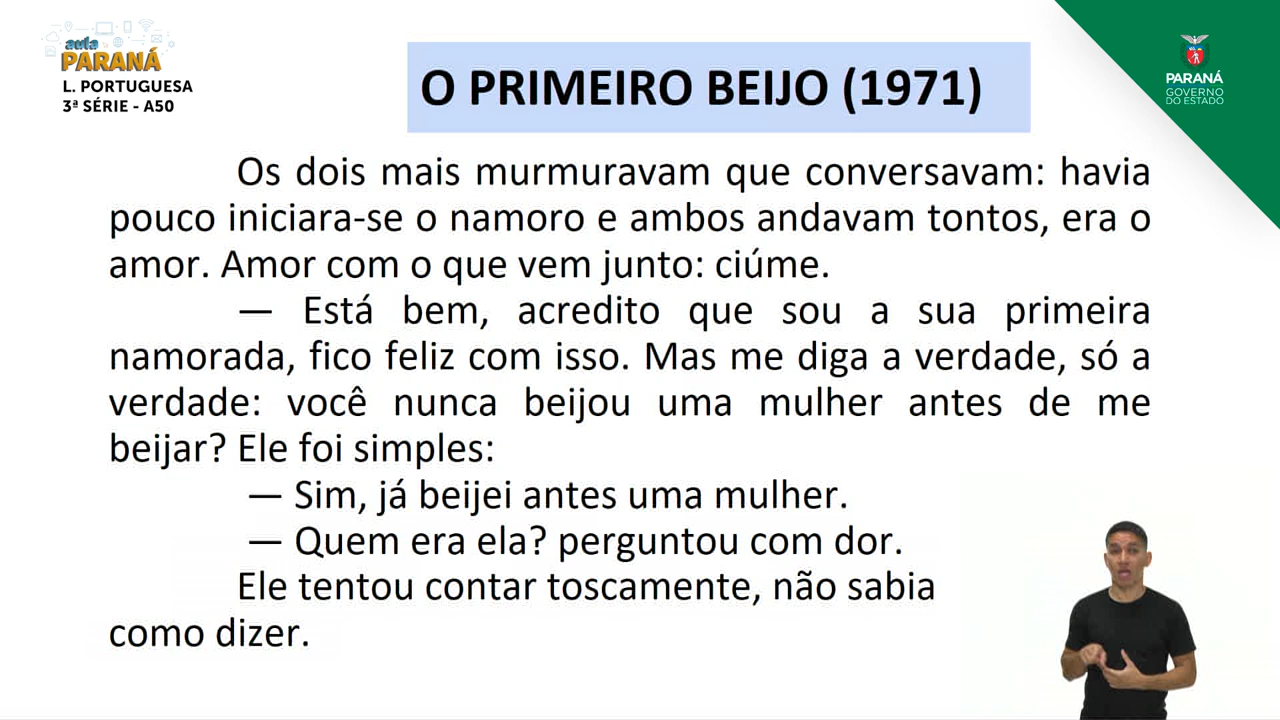 aula
PARANÁ
L. PORTUGUESA
3ª SÉRIE - A50
O PRIMEIRO BEIJO (1971)
PARANÁ
GOVERNO
DO ESTADO
Os dois mais murmuravam que conversavam: havia
pouco iniciara-se o namoro e ambos andavam tontos, era o
amor. Amor com o que vem junto: ciúme.
— Está bem, acredito que sou a sua primeira
namorada, fico feliz com isso. Mas me diga a verdade, só a
verdade: você nunca beijou uma mulher antes de me
beijar? Ele foi simples:
— Sim, já beijei antes uma mulher.
— Quem era ela? perguntou com dor.
Ele tentou contar toscamente, não sabia
como dizer.